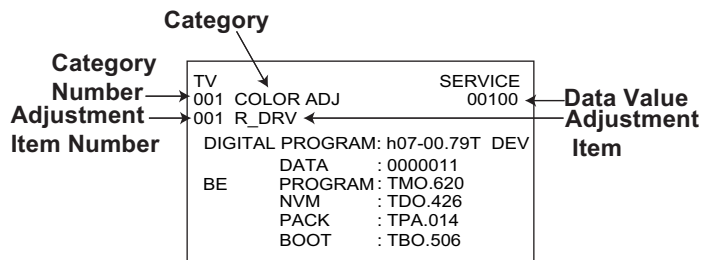 Category
Category
Number
Adjustment
Item Number
TV SERVICE
001 COLOR ADJ 00100
001 R_DRV
DIGITAL PROGRAM: h07-00.79T DEV
DATA : 0000011
BE PROGRAM : TMO.620
NVM : TDO.426
PACK : TPA.014
BOOT : TBO.506
Data Value
Adjustment
Item